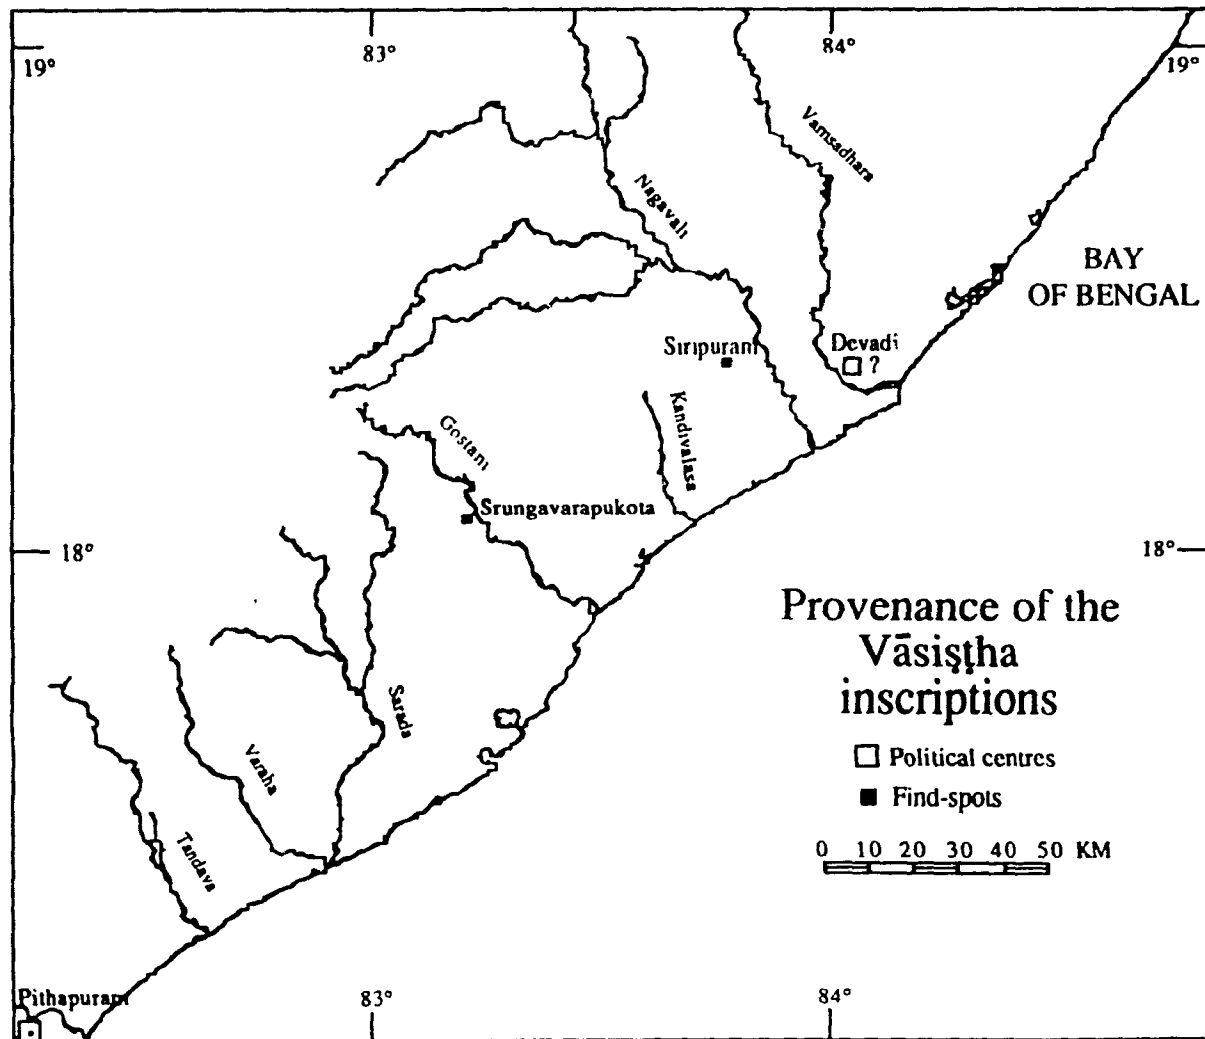 83°
84°
19°
19°
Vamsadhara
Nagavali
BAY
OF BENGAL
Siripuram
Devadi
?
Kandivalasa
Gostani
Srungavarapukota
18°
18°
Provenance of the
Vāsiṣṭha
inscriptions
Sarada
Political centres
Varaha
Find-spots
Tandava
0 10 20 30 40 50 KM
Pithapuram
83°
84°